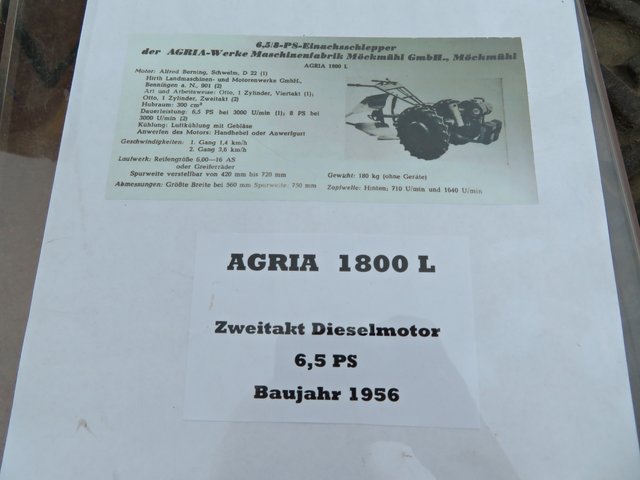 6,5/8-PS-Einachsschlepper
der AGRIA-Werke Maschinenfabrik Möckmühl GmbH., Möckmühl
AGRIA 1800 L
Motor: Alfred Berning, Schwelm, D 22 (1)
Hirth Landmaschinen- und Motorenwerke GmbH.,
Benningen a. N., 901 (2)
Art und Arbeitsweise: Otto, 1 Zylinder, Viertakt (1);
Otto, 1 Zylinder, Zweitakt (2)
Hubraum: 300 cm³
Dauerleistung: 6,5 PS bei 3000 U/min (1); 8 PS bei
3000 U/min (2)
Kühlung: Luftkühlung mit Gebläse
Anwerfen des Motors: Handhebel oder Anwerfgurt
Geschwindigkeiten: 1. Gang 1,4 km/h
2. Gang 3,6 km/h
Laufwerk: Reifengröße 6,00—16 AS
oder Greiferräder
Spurweite verstellbar von 420 mm bis 720 mm
Abmessungen: Größte Breite bei 560 mm Spurweite: 750 mm
Gewicht: 180 kg (ohne Geräte)
Zapfwelle: Hinten; 710 U/min und 1640 U/min
AGRIA 1800 L
Zweitakt Dieselmotor
6,5 PS
Baujahr 1956